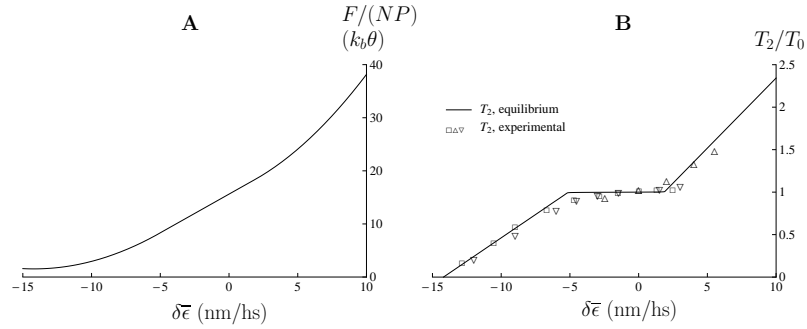 A
F/(NP)
(k_bθ)
40
30
20
10
0
−15 −10 −5 0 5 10
δε̅ (nm/hs)
B
T_2/T_0
2.5
2
1.5
1
0.5
0
T_2, equilibrium
T_2, experimental
−15 −10 −5 0 5 10
δε̅ (nm/hs)